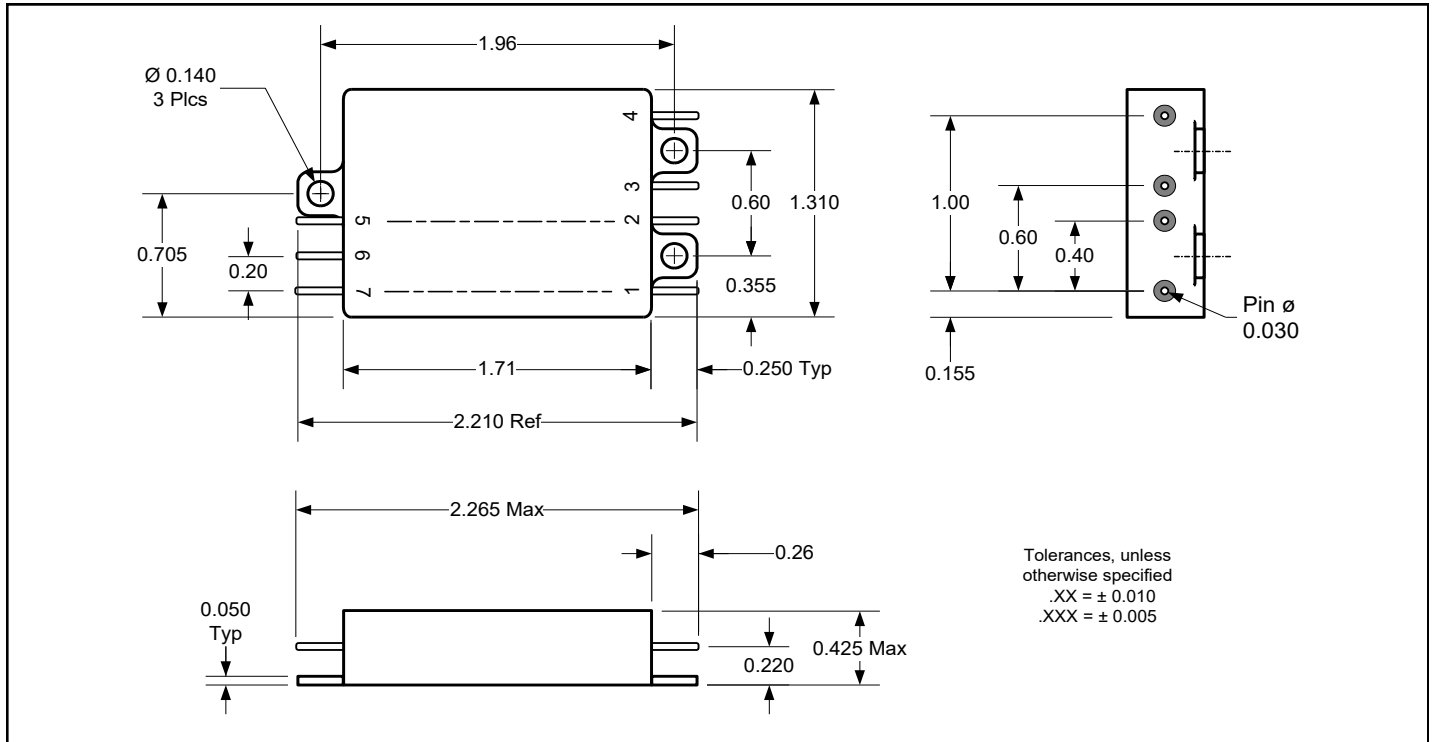 1.96
Ø 0.140
3 Plcs
4
3
2
1
5
6
7
0.705
0.20
0.60
1.310
0.355
1.71
0.250 Typ
2.210 Ref
1.00
0.60
0.40
0.155
Pin ø
0.030
2.265 Max
0.26
0.050
Typ
0.425 Max
0.220
Tolerances, unless
otherwise specified
.XX = ± 0.010
.XXX = ± 0.005